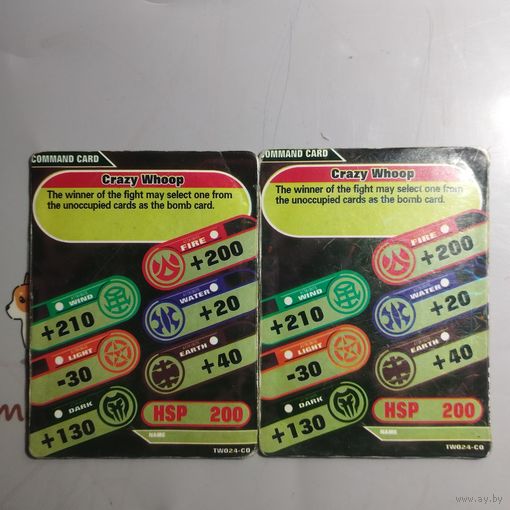 COMMAND CARD
Crazy Whoop
The winner of the fight may select one from
the unoccupied cards as the bomb card.
FIRE
+200
WIND
+210
WATER
+20
LIGHT
-30
EARTH
+40
DARK
+130
HSP 200
NAME
TW024-CO
OMMAND CARD
Crazy Whoop
The winner of the fight may select one from
the unoccupied cards as the bomb card.
FIRE
+200
WIND
+210
WATER
+20
LIGHT
-30
EARTH
+40
DARK
+130
HSP 200
NAME
TW024-CO
www.ay.by